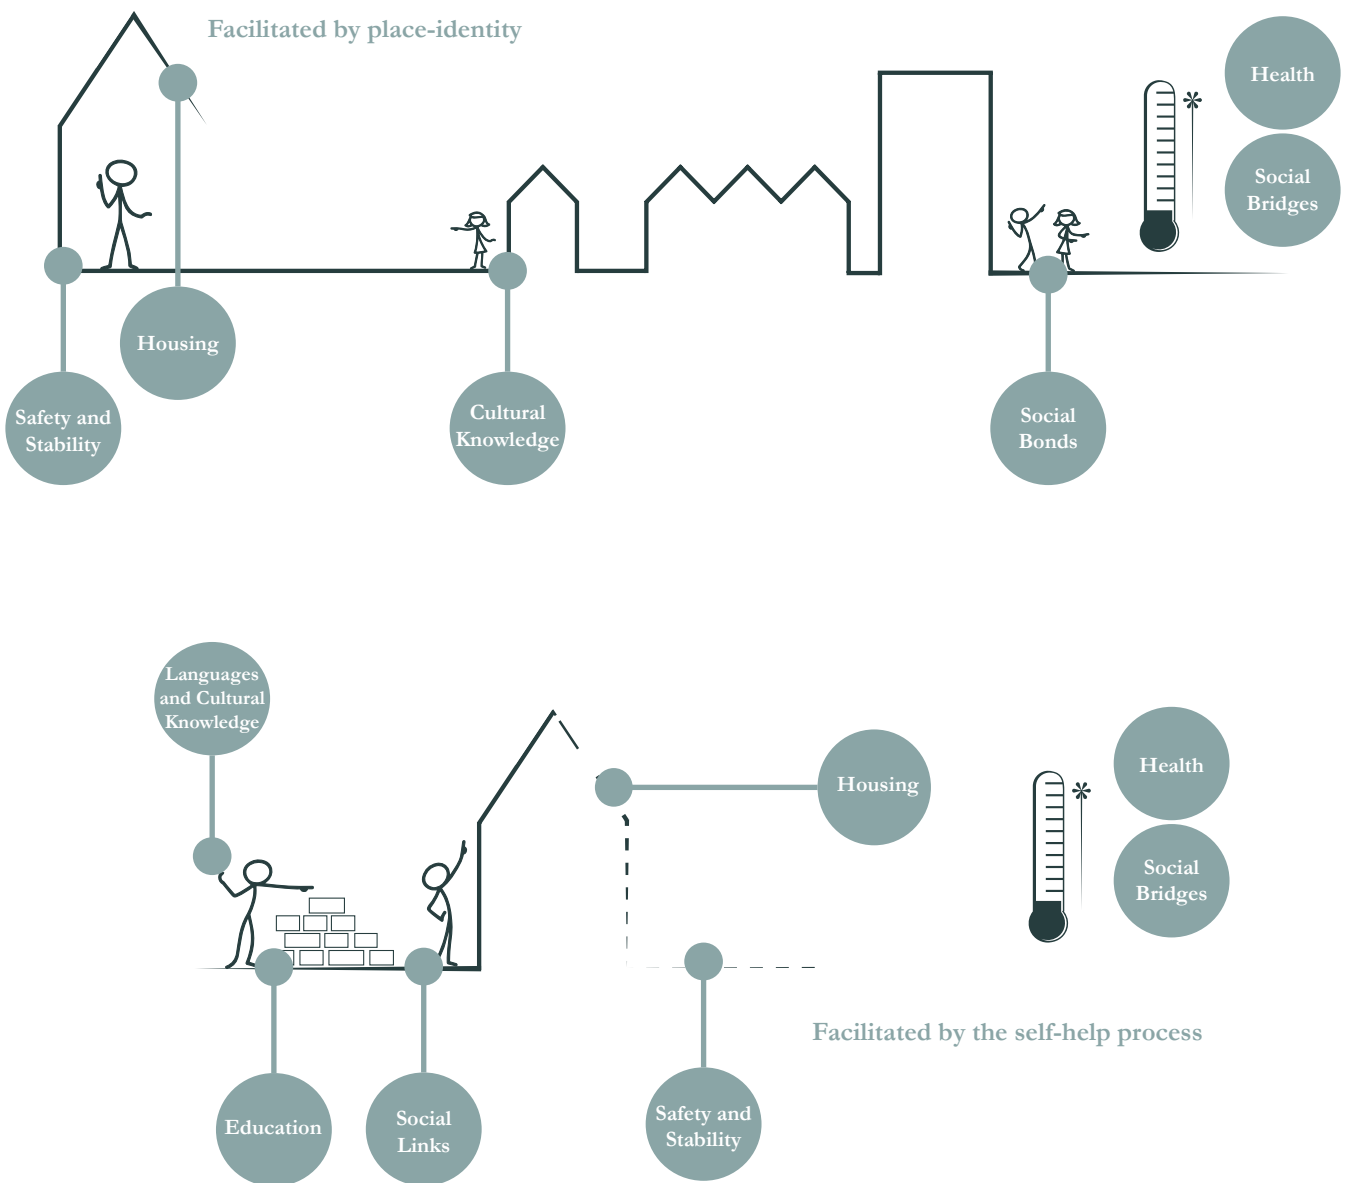 Facilitated by place-identity
Health
Social
Bridges
Housing
Safety and
Stability
Cultural
Knowledge
Social
Bonds
Languages
and Cultural
Knowledge
Housing
Health
Social
Bridges
Facilitated by the self-help process
Education
Social
Links
Safety and
Stability